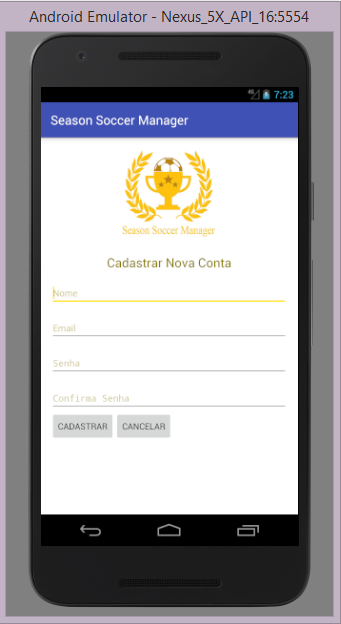 Android Emulator - Nexus_5X_API_16:5554
7:23
Season Soccer Manager
Season Soccer Manager
Cadastrar Nova Conta
Nome
Email
Senha
Confirma Senha
CADASTRAR CANCELAR